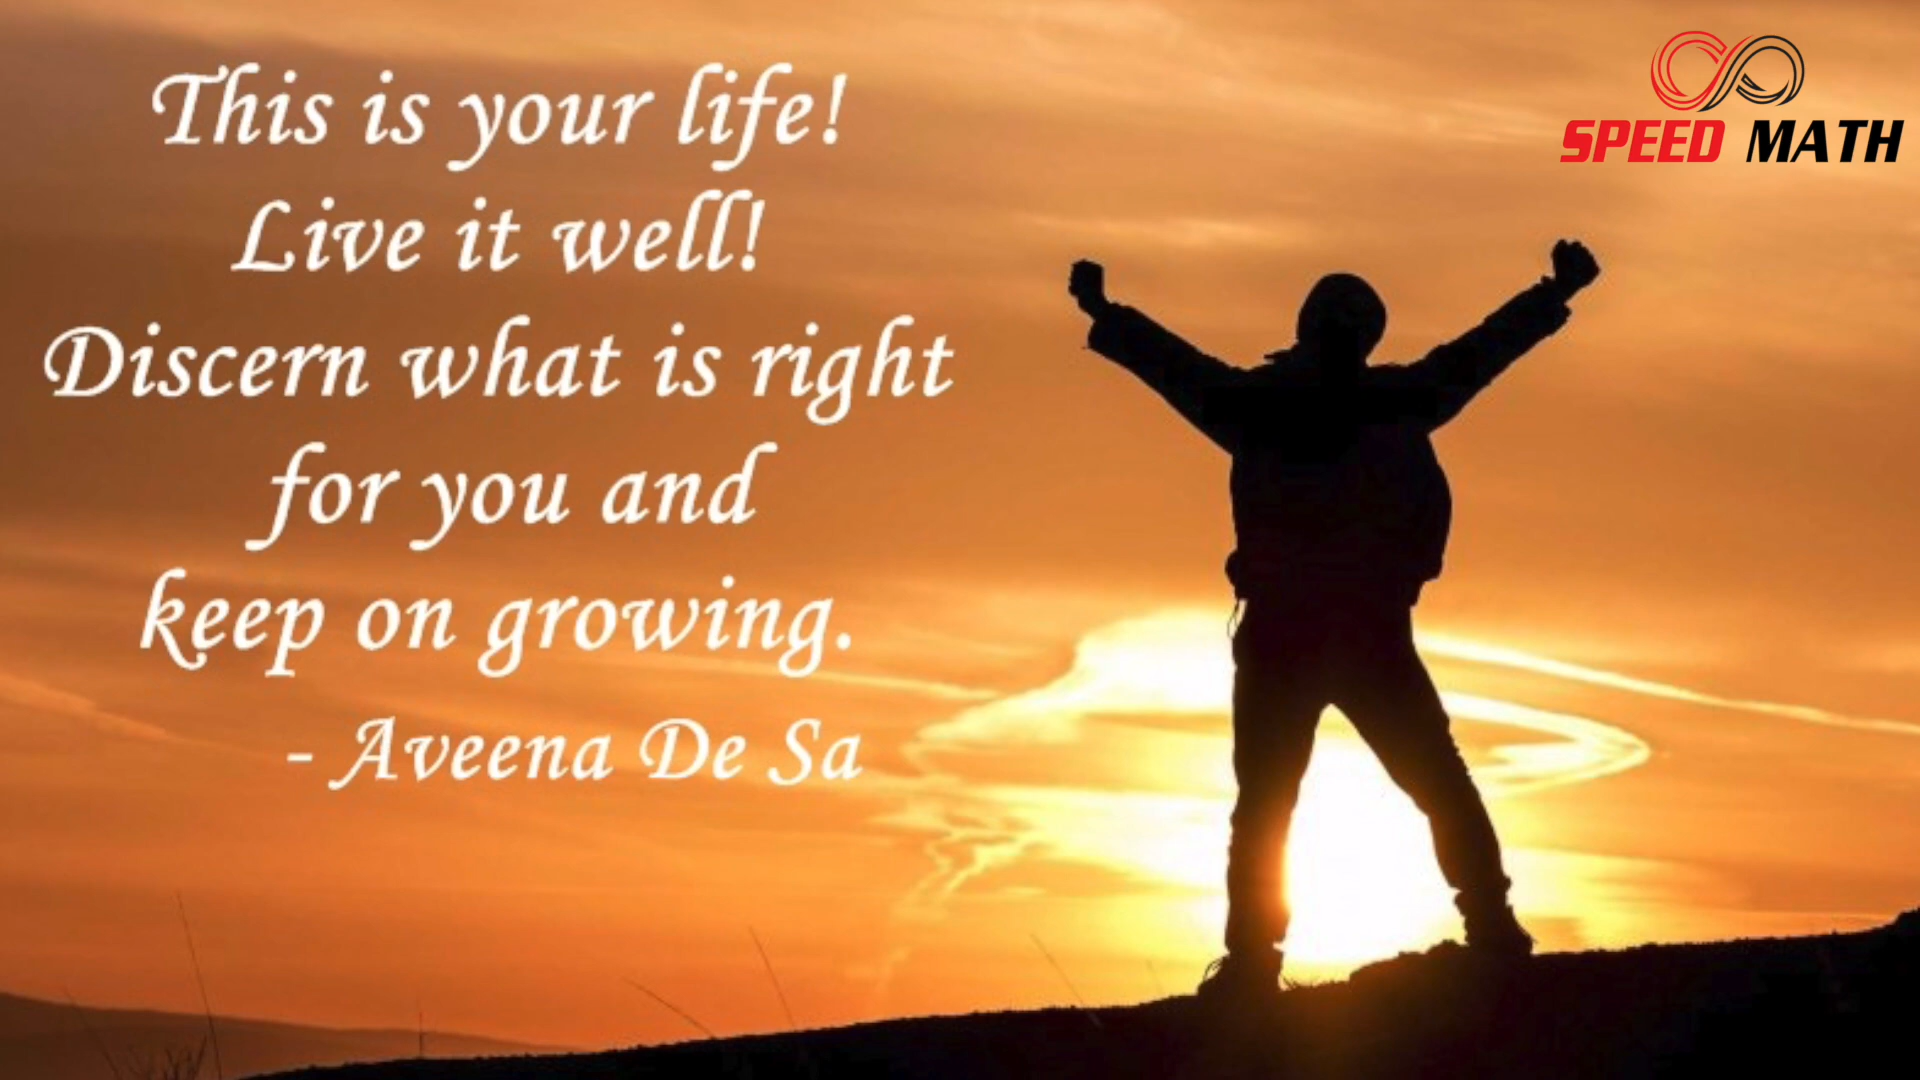 This is your life!
Live it well!
Discern what is right
for you and
keep on growing.
- Aveena De Sa
SPEED MATH